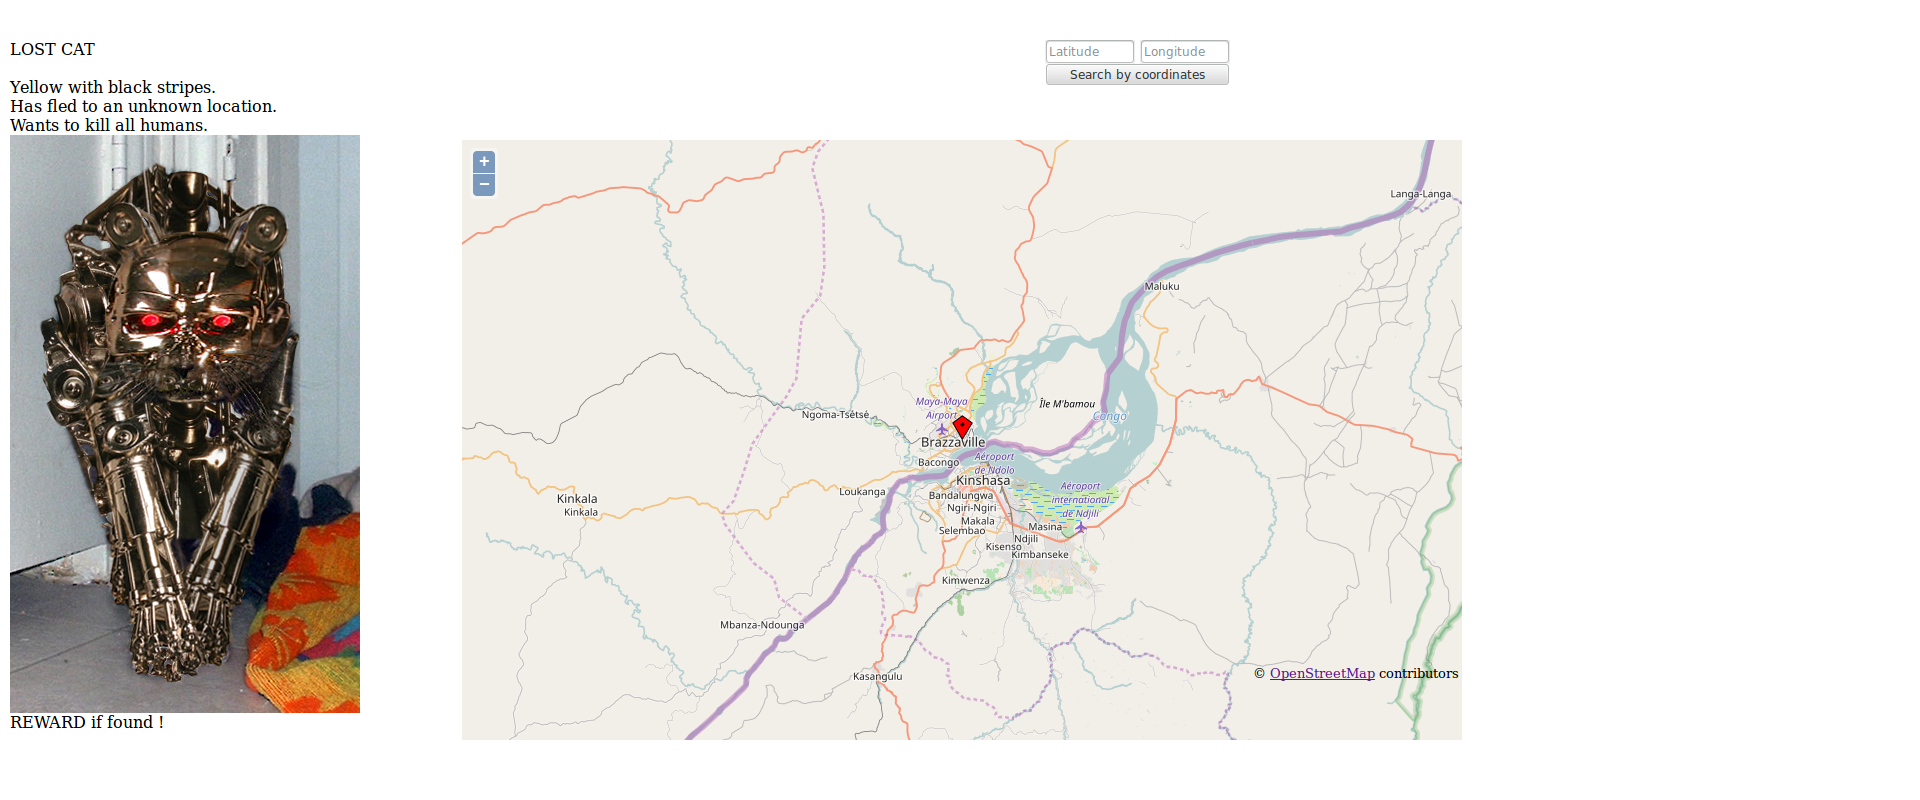 LOST CAT
Yellow with black stripes.
Has fled to an unknown location.
Wants to kill all humans.
REWARD if found !
Latitude
Longitude
Search by coordinates
+
−
Langa-Langa
Maluku
Île M'bamou
Congo
Maya-Maya
Airport
Ngoma-Tsétsé
Brazzaville
Bacongo
Aéroport
de Ndolo
Kinshasa
Loukanga
Bandalungwa
Aéroport
international
de Ndjili
Kinkala
Kinkala
Ngiri-Ngiri
Makala
Selembao
Masina
Ndjili
Kisenso
Kimbanseke
Kimwenza
Mbanza-Ndounga
Kasangulu
© OpenStreetMap contributors